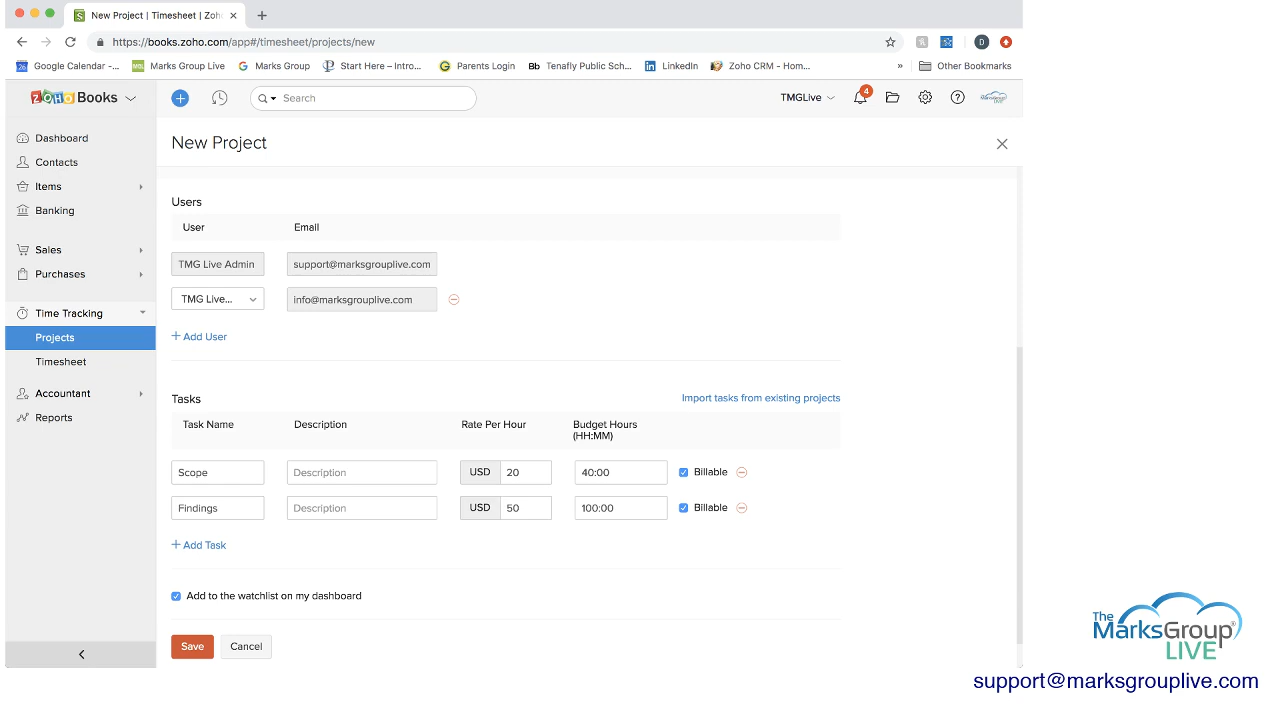 New Project | Timesheet | Zoh
https://books.zoho.com/app#/timesheet/projects/new
D
Google Calendar -...
Marks Group Live
Marks Group
Start Here – Intro...
Parents Login
Bb Tenafly Public Sch...
LinkedIn
Zoho CRM - Hom...
»
Other Bookmarks
ZOHO Books
Search
TMGLive
4
Dashboard
Contacts
Items
Banking
Sales
Purchases
Time Tracking
Projects
Timesheet
Accountant
Reports
New Project
Users
User Email
TMG Live Admin support@marksgrouplive.com
TMG Live... info@marksgrouplive.com
+ Add User
Tasks Import tasks from existing projects
Task Name Description Rate Per Hour Budget Hours
(HH:MM)
Scope Description USD 20 40:00 Billable
Findings Description USD 50 100:00 Billable
+ Add Task
Add to the watchlist on my dashboard
Save Cancel
The
MarksGroup®
LIVE
support@marksgrouplive.com